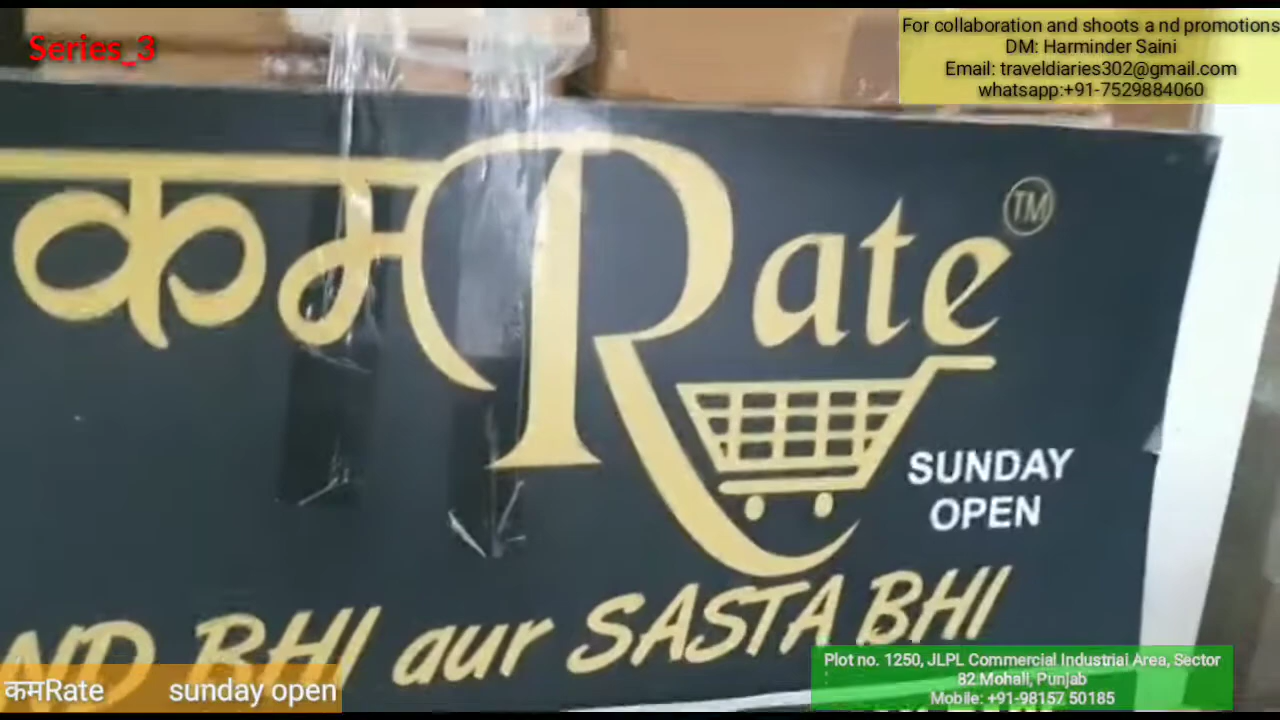 Series_3
For collaboration and shoots a nd promotions
DM: Harminder Saini
Email: traveldiaries302@gmail.com
whatsapp:+91-7529884060
कमRate
TM
SUNDAY
OPEN
ND BHI aur SASTA BHI
कमRate sunday open
Plot no. 1250, JLPL Commercial Industrial Area, Sector
82 Mohali, Punjab
Mobile: +91-98157 50185